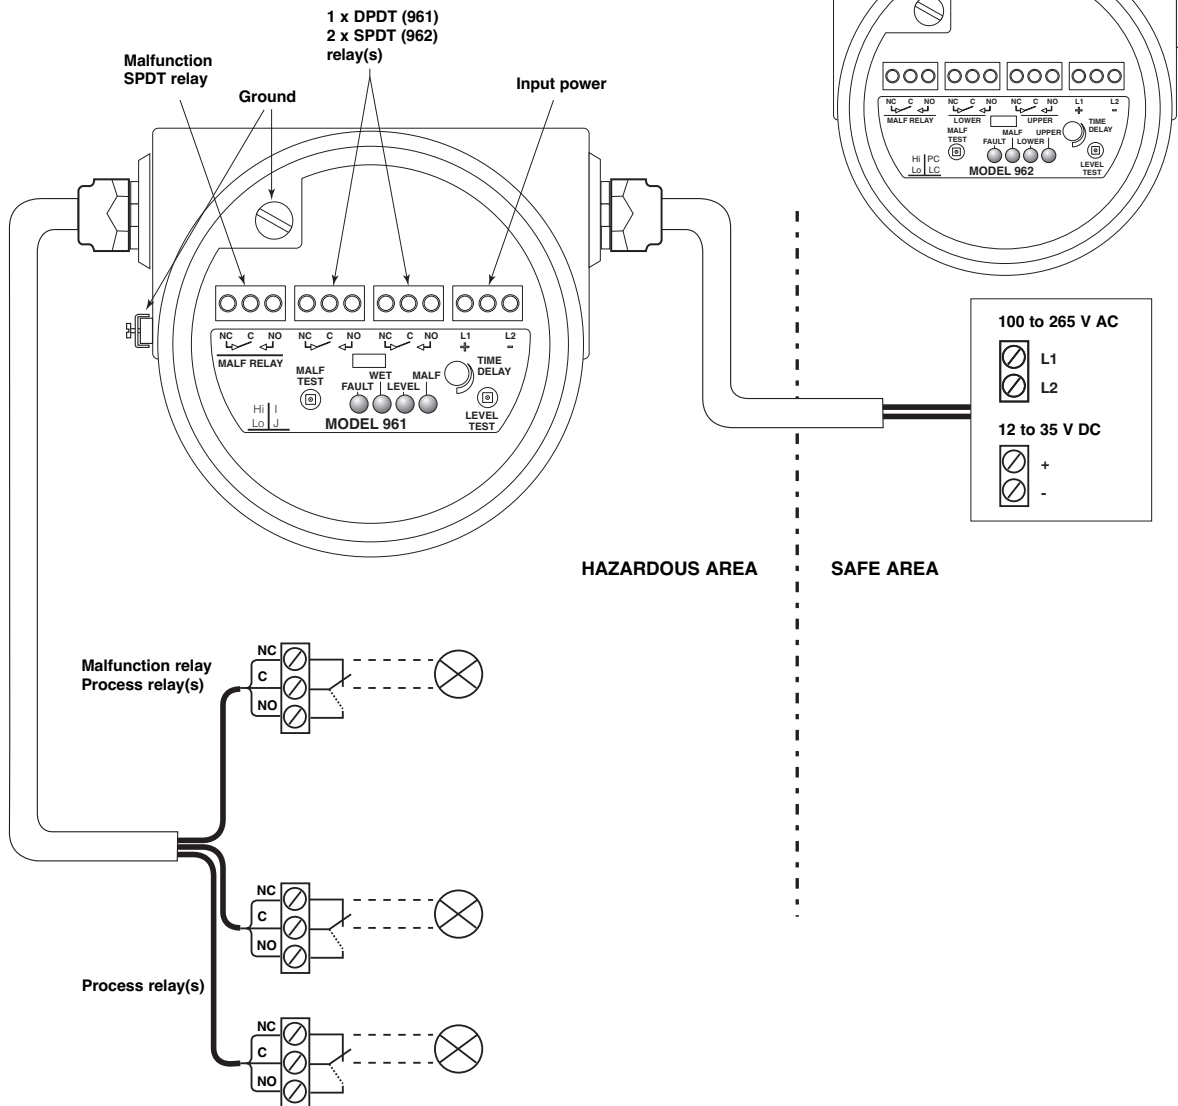 1 x DPDT (961)
2 x SPDT (962)
relay(s)
Malfunction
SPDT relay
Ground
Input power
NC C NO
MALF RELAY
NC C NO
NC C NO
L1 L2
+ -
MALF
TEST
WET
MALF
FAULT
LEVEL
TIME
DELAY
LEVEL
TEST
Hi I
Lo J
MODEL 961
NC C NO
MALF RELAY
NC C NO
LOWER
NC C NO
UPPER
L1 L2
+ -
MALF
TEST
MALF
UPPER
FAULT
LOWER
TIME
DELAY
LEVEL
TEST
Hi PC
Lo LC
MODEL 962
100 to 265 V AC
L1
L2
12 to 35 V DC
+
-
HAZARDOUS AREA
SAFE AREA
Malfunction relay
Process relay(s)
NC
C
NO
NC
C
NO
Process relay(s)
NC
C
NO